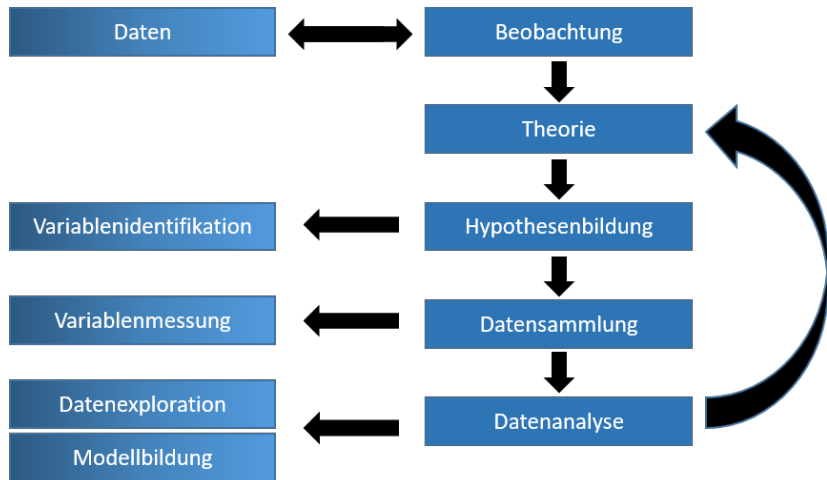 Daten
Beobachtung
Theorie
Variablenidentifikation
Hypothesenbildung
Variablenmessung
Datensammlung
Datenexploration
Datenanalyse
Modellbildung